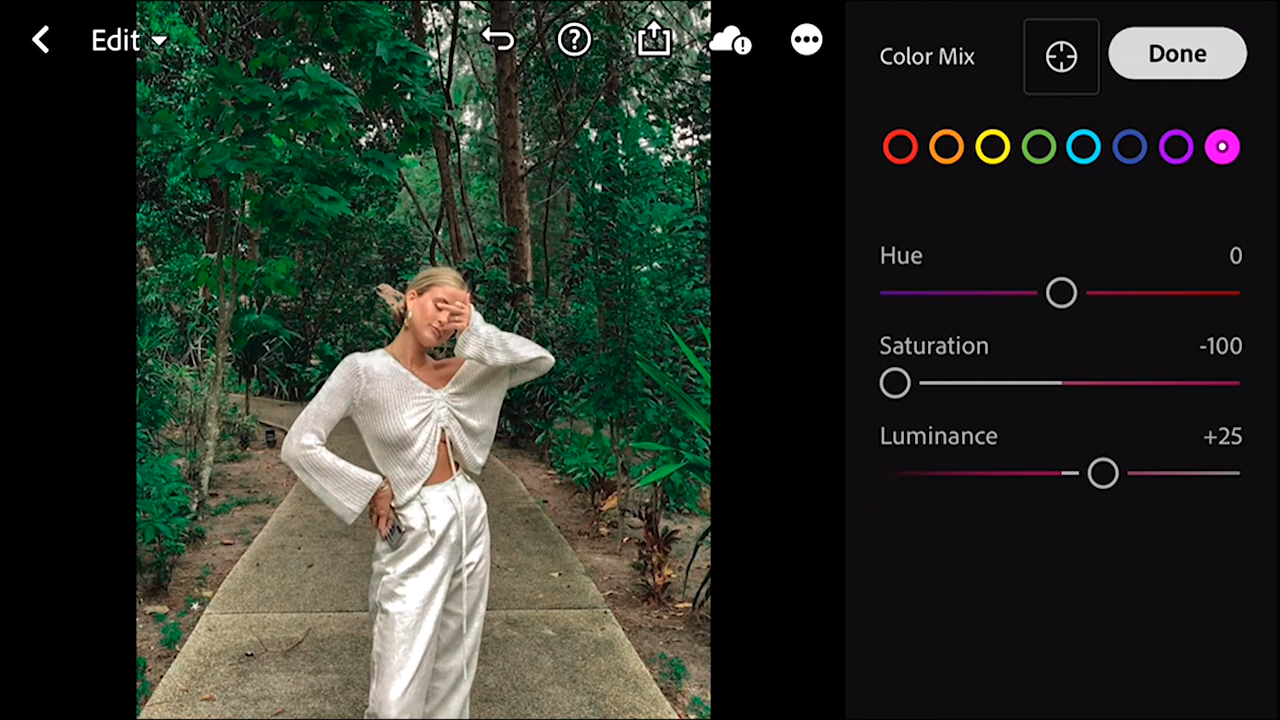 Edit
Color Mix
Done
Hue 0
Saturation -100
Luminance +25